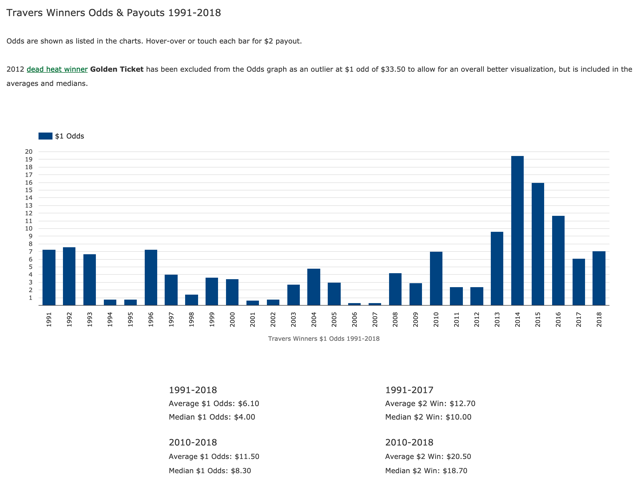 Travers Winners Odds & Payouts 1991-2018
Odds are shown as listed in the charts. Hover-over or touch each bar for $2 payout.
2012 dead heat winner Golden Ticket has been excluded from the Odds graph as an outlier at $1 odd of $33.50 to allow for an overall better visualization, but is included in the
averages and medians.
$1 Odds
20
19
18
17
16
15
14
13
12
11
10
9
8
7
6
5
4
3
2
1
1991 1992 1993 1994 1995 1996 1997 1998 1999 2000 2001 2002 2003 2004 2005 2006 2007 2008 2009 2010 2011 2012 2013 2014 2015 2016 2017 2018
Travers Winners $1 Odds 1991-2018
1991-2018
Average $1 Odds: $6.10
Median $1 Odds: $4.00
1991-2017
Average $2 Win: $12.70
Median $2 Win: $10.00
2010-2018
Average $1 Odds: $11.50
Median $1 Odds: $8.30
2010-2018
Average $2 Win: $20.50
Median $2 Win: $18.70